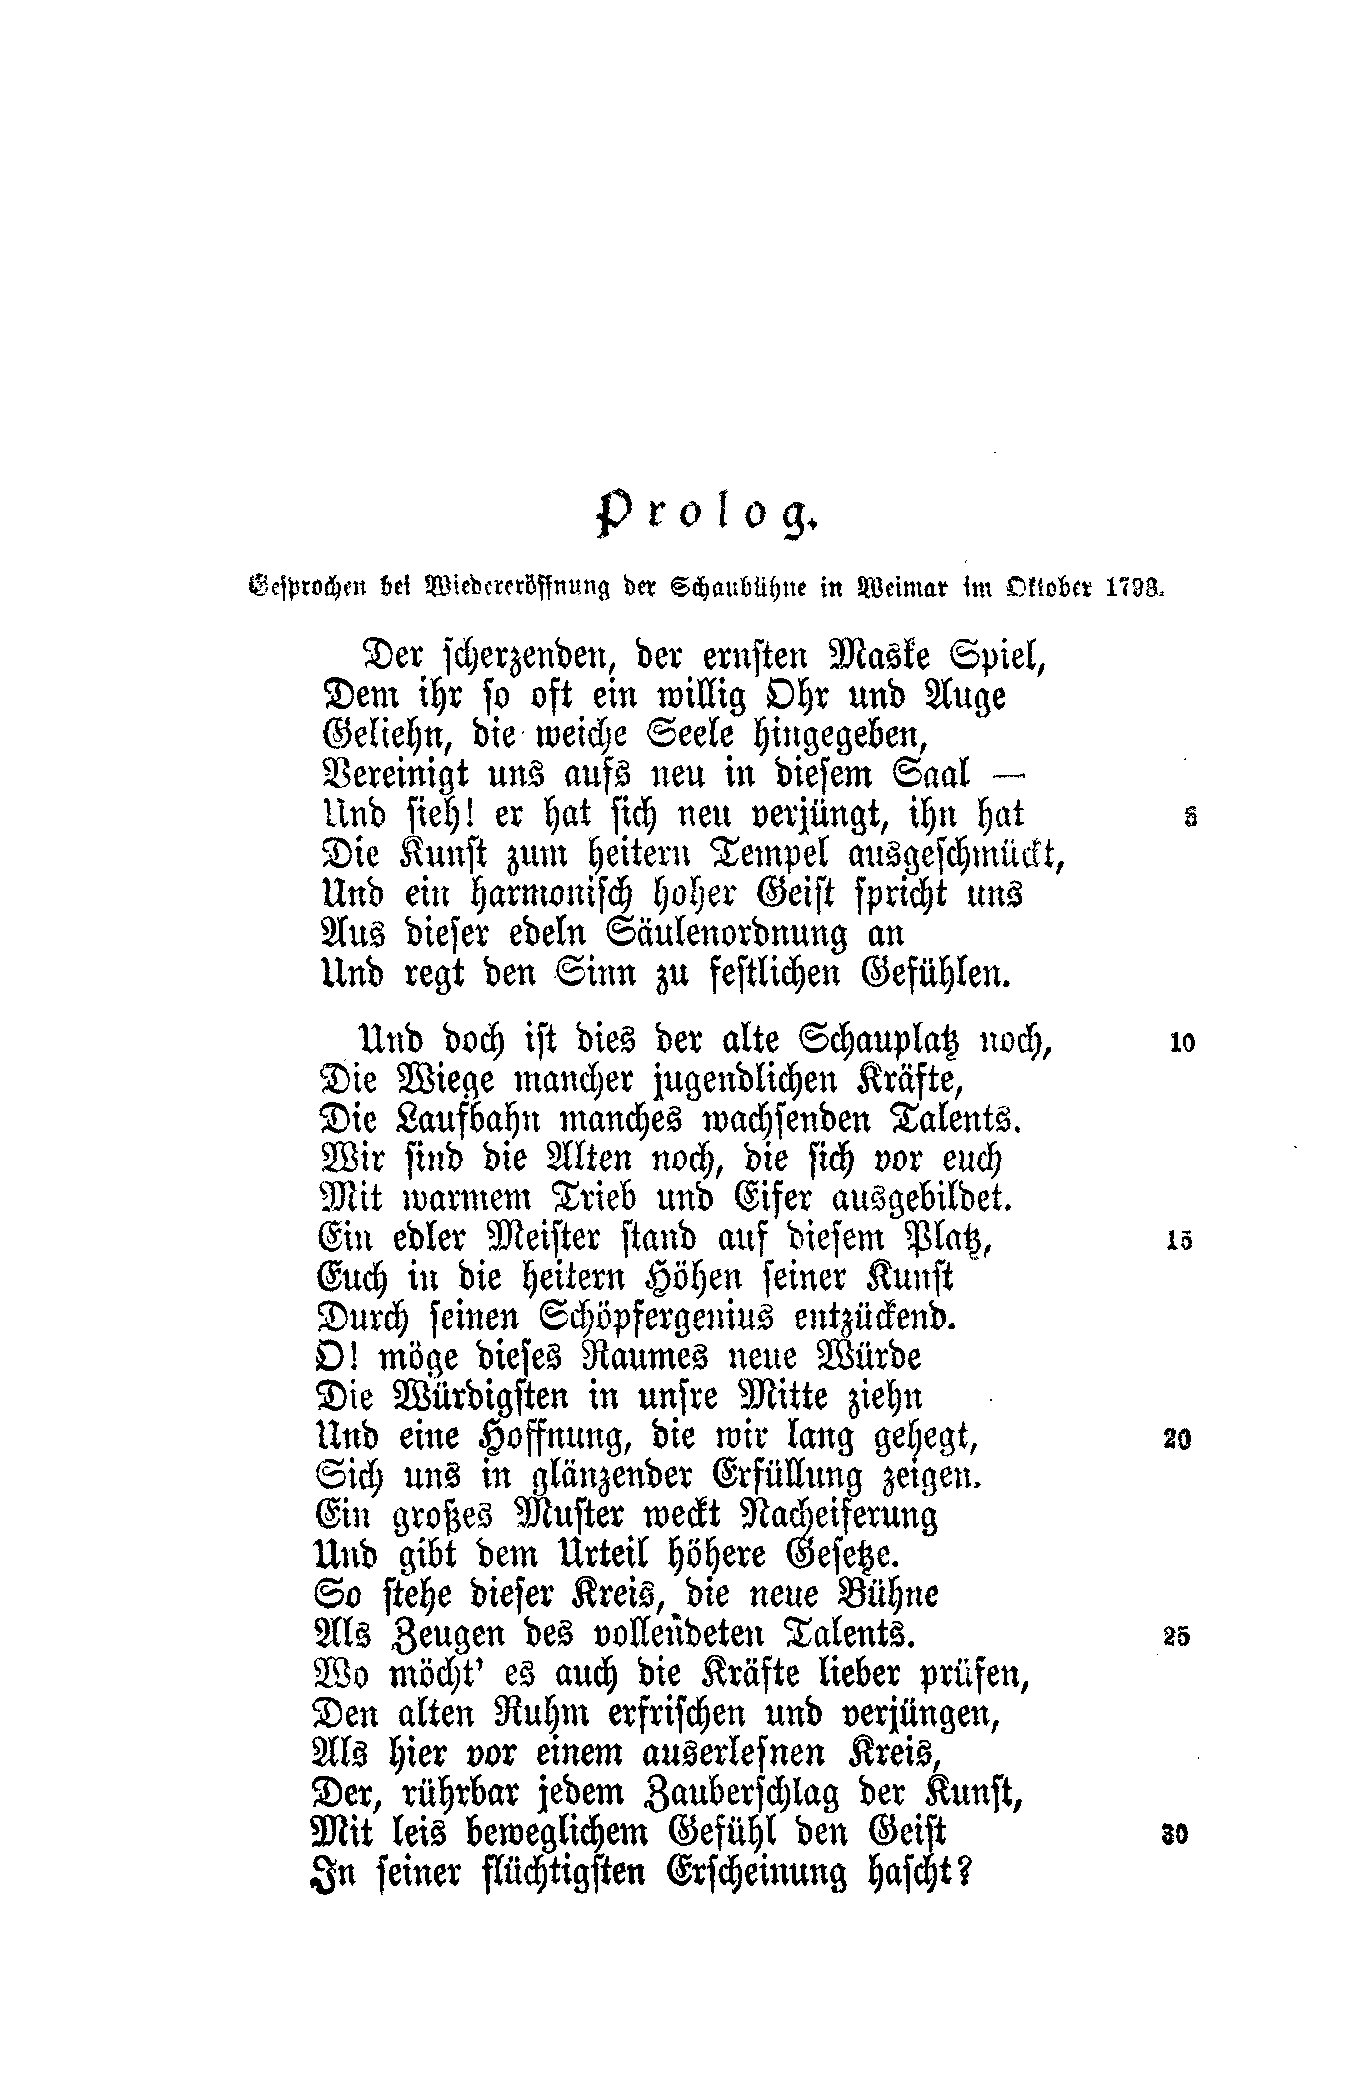 Prolog.
Gesprochen bei Wiedereröffnung der Schaubühne in Weimar im Oktober 1798.
Der scherzenden, der ernsten Maske Spiel,
Dem ihr so oft ein willig Ohr und Auge
Geliehn, die weiche Seele hingegeben,
Vereinigt uns aufs neu in diesem Saal —
Und sieh! er hat sich neu verjüngt, ihn hat 5
Die Kunst zum heitern Tempel ausgeschmückt,
Und ein harmonisch hoher Geist spricht uns
Aus dieser edeln Säulenordnung an
Und regt den Sinn zu festlichen Gefühlen.
Und doch ist dies der alte Schauplatz noch, 10
Die Wiege mancher jugendlichen Kräfte,
Die Laufbahn manches wachsenden Talents.
Wir sind die Alten noch, die sich vor euch
Mit warmem Trieb und Eifer ausgebildet.
Ein edler Meister stand auf diesem Platz, 15
Euch in die heitern Höhen seiner Kunst
Durch seinen Schöpfergenius entzückend.
O! möge dieses Raumes neue Würde
Die Würdigsten in unsre Mitte ziehn
Und eine Hoffnung, die wir lang gehegt, 20
Sich uns in glänzender Erfüllung zeigen.
Ein großes Muster weckt Nacheiferung
Und gibt dem Urteil höhere Gesetze.
So stehe dieser Kreis, die neue Bühne
Als Zeugen des vollendeten Talents. 25
Wo möcht' es auch die Kräfte lieber prüfen,
Den alten Ruhm erfrischen und verjüngen,
Als hier vor einem auserlesnen Kreis,
Der, rührbar jedem Zauberschlag der Kunst,
Mit leis beweglichem Gefühl den Geist 30
In seiner flüchtigsten Erscheinung hascht?